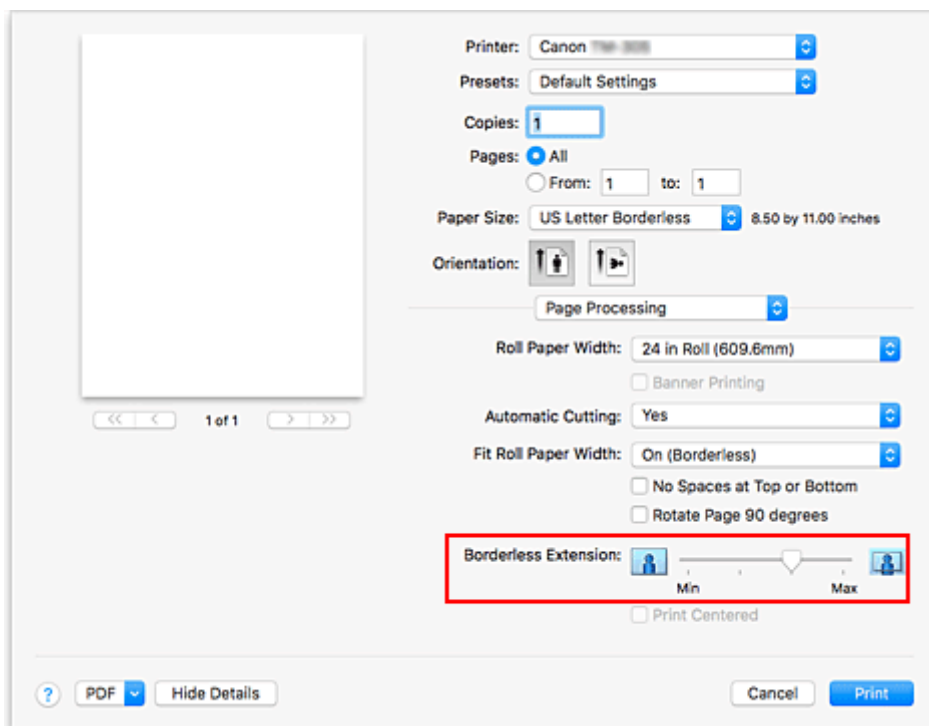 Printer: Canon
Presets: Default Settings
Copies: 1
Pages: All
From: 1 to: 1
Paper Size: US Letter Borderless 8.50 by 11.00 inches
Orientation:
Page Processing
Roll Paper Width: 24 in Roll (609.6mm)
Banner Printing
<< < 1 of 1 > >>
Automatic Cutting: Yes
Fit Roll Paper Width: On (Borderless)
No Spaces at Top or Bottom
Rotate Page 90 degrees
Borderless Extension:
Min Max
Print Centered
? PDF Hide Details Cancel Print